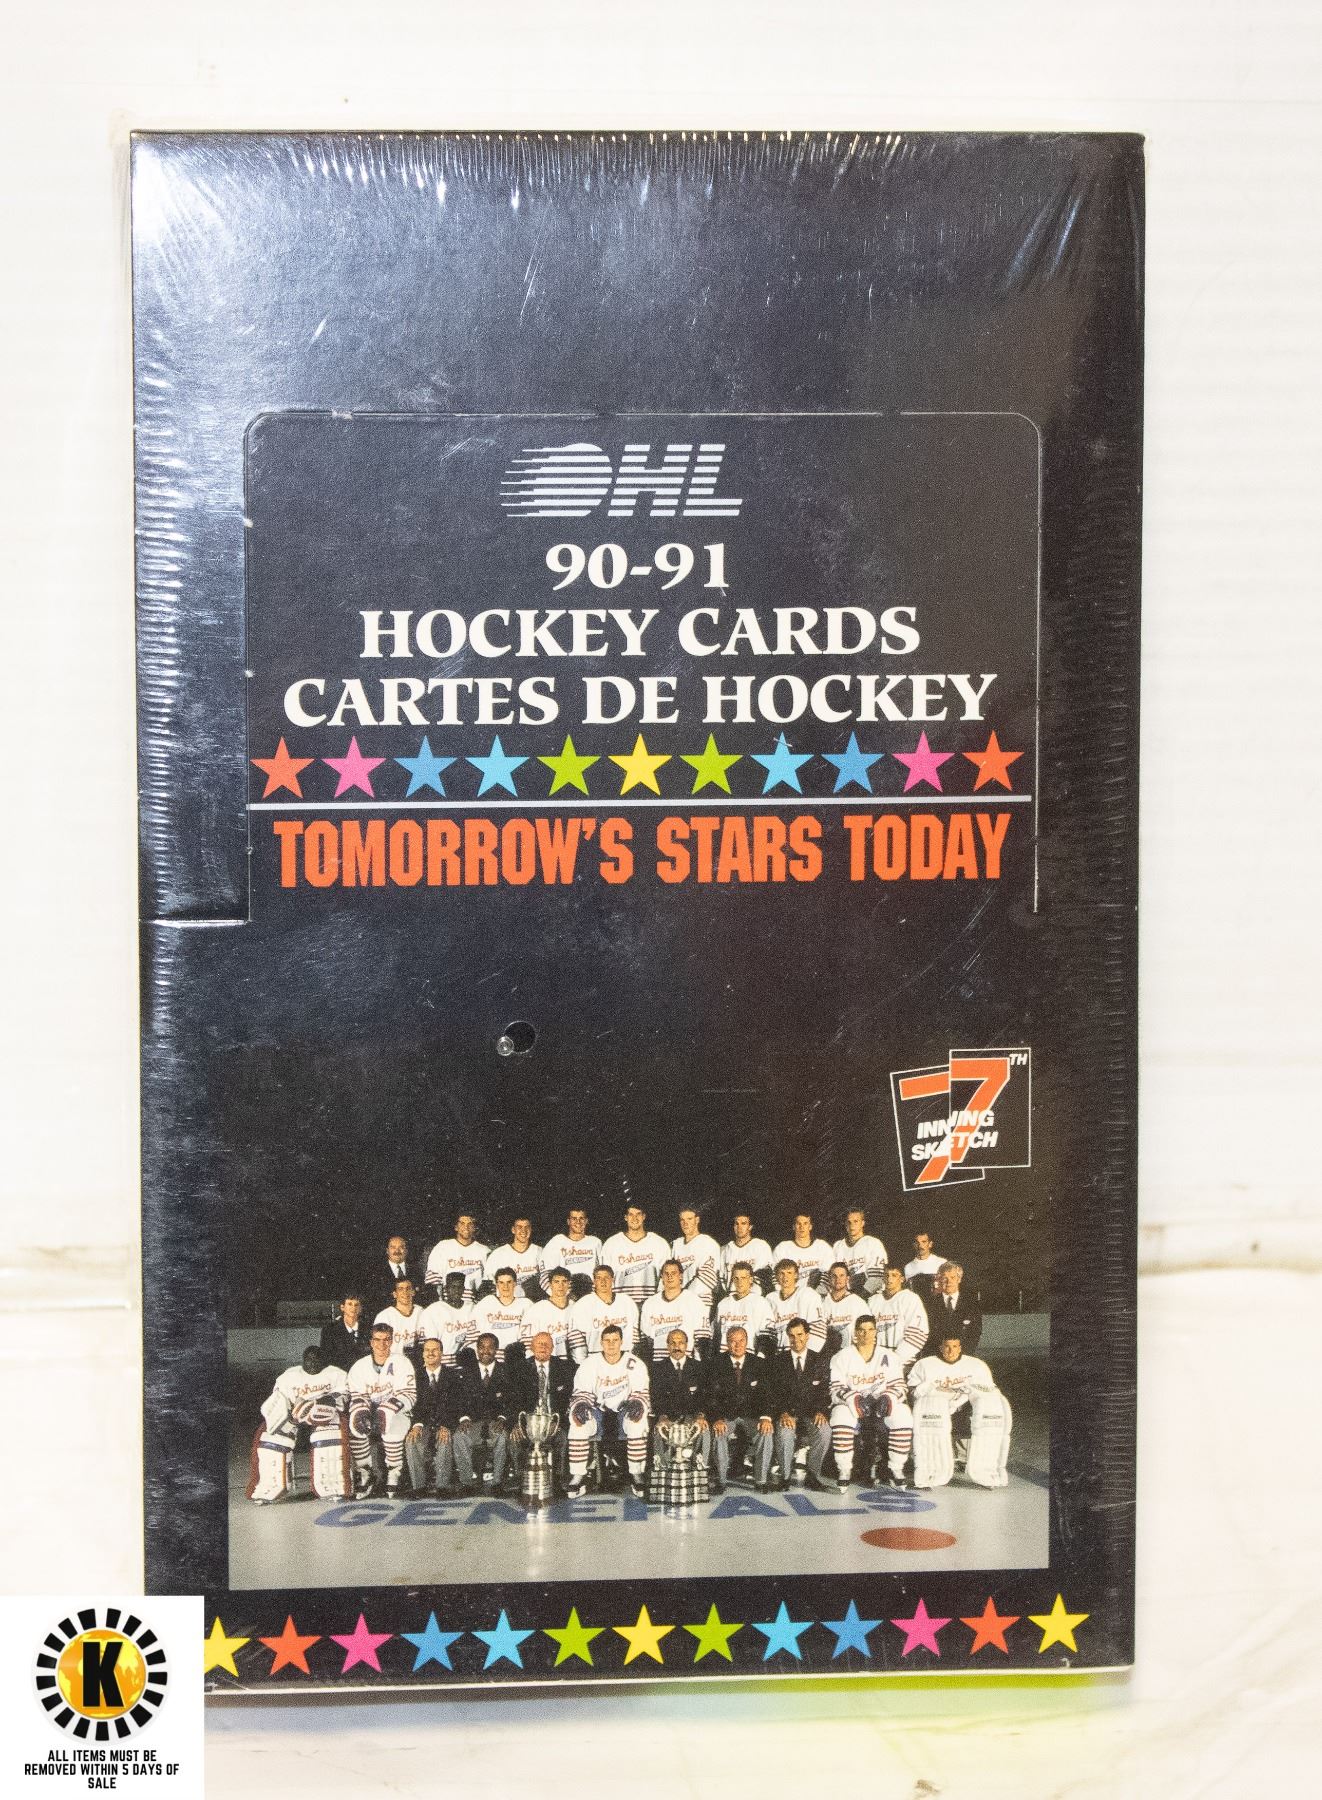 OHL
90-91
HOCKEY CARDS
CARTES DE HOCKEY
TOMORROW'S STARS TODAY
7TH
INNING
SKETCH
Oshawa
GENERALS
K
ALL ITEMS MUST BE
REMOVED WITHIN 5 DAYS OF
SALE